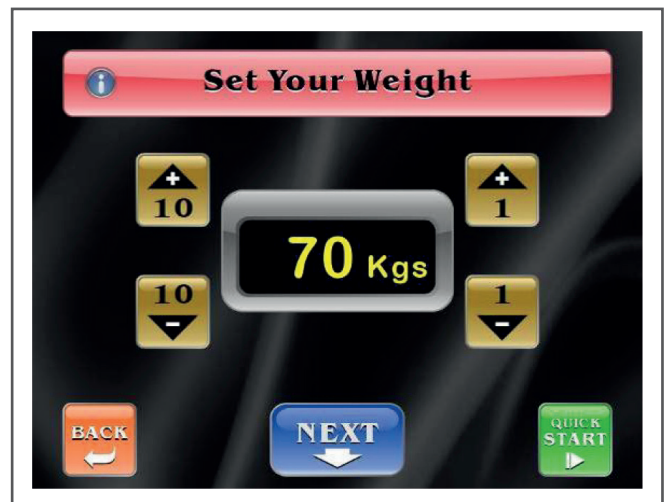 Set Your Weight
+ +
10 1
70 Kgs
10 1
- -
BACK
NEXT
QUICK
START